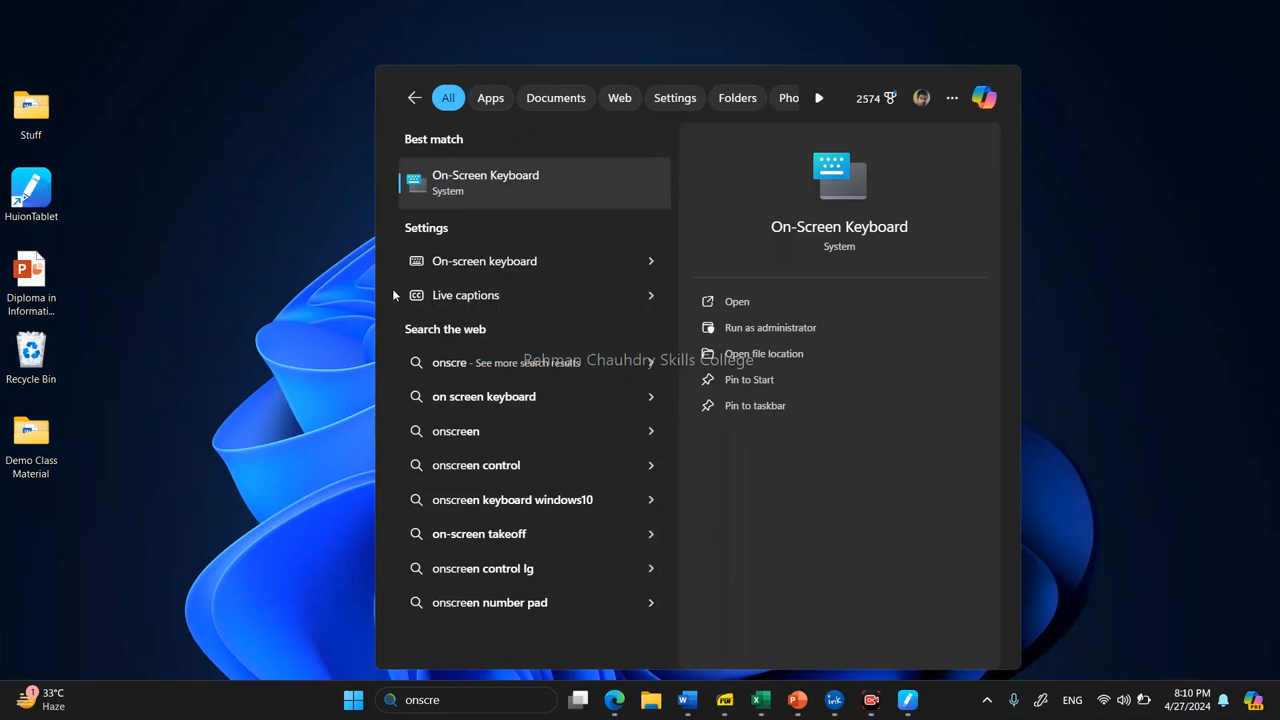 All
Apps
Documents
Web
Settings
Folders
Pho
2574
Best match
On-Screen Keyboard
System
Settings
On-screen keyboard
Live captions
Search the web
onscre - See more search results
on screen keyboard
onscreen
onscreen control
onscreen keyboard windows10
on-screen takeoff
onscreen control lg
onscreen number pad
On-Screen Keyboard
System
Open
Run as administrator
Open file location
Pin to Start
Pin to taskbar
Rehman Chauhdry Skills College
Stuff
HuionTablet
Diploma in
Informati...
Recycle Bin
Demo Class
Material
1
33°C
Haze
onscre
PDF
ink
ENG
8:10 PM
4/27/2024
PRE